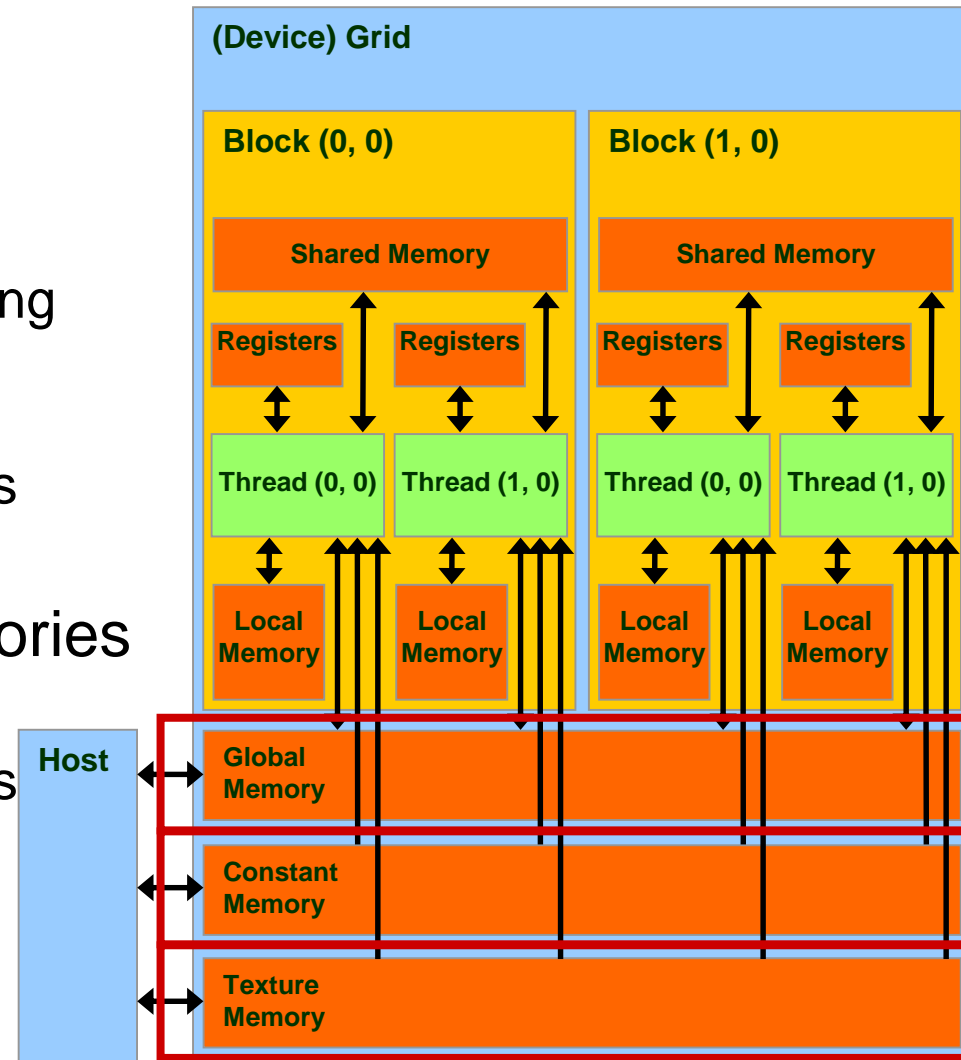 (Device) Grid
Block (0, 0)
Block (1, 0)
Shared Memory
Shared Memory
ng
Registers
Registers
Registers
Registers
s
Thread (0, 0)
Thread (1, 0)
Thread (0, 0)
Thread (1, 0)
ories
Local
Memory
Local
Memory
Local
Memory
Local
Memory
s
Host
Global
Memory
Constant
Memory
Texture
Memory